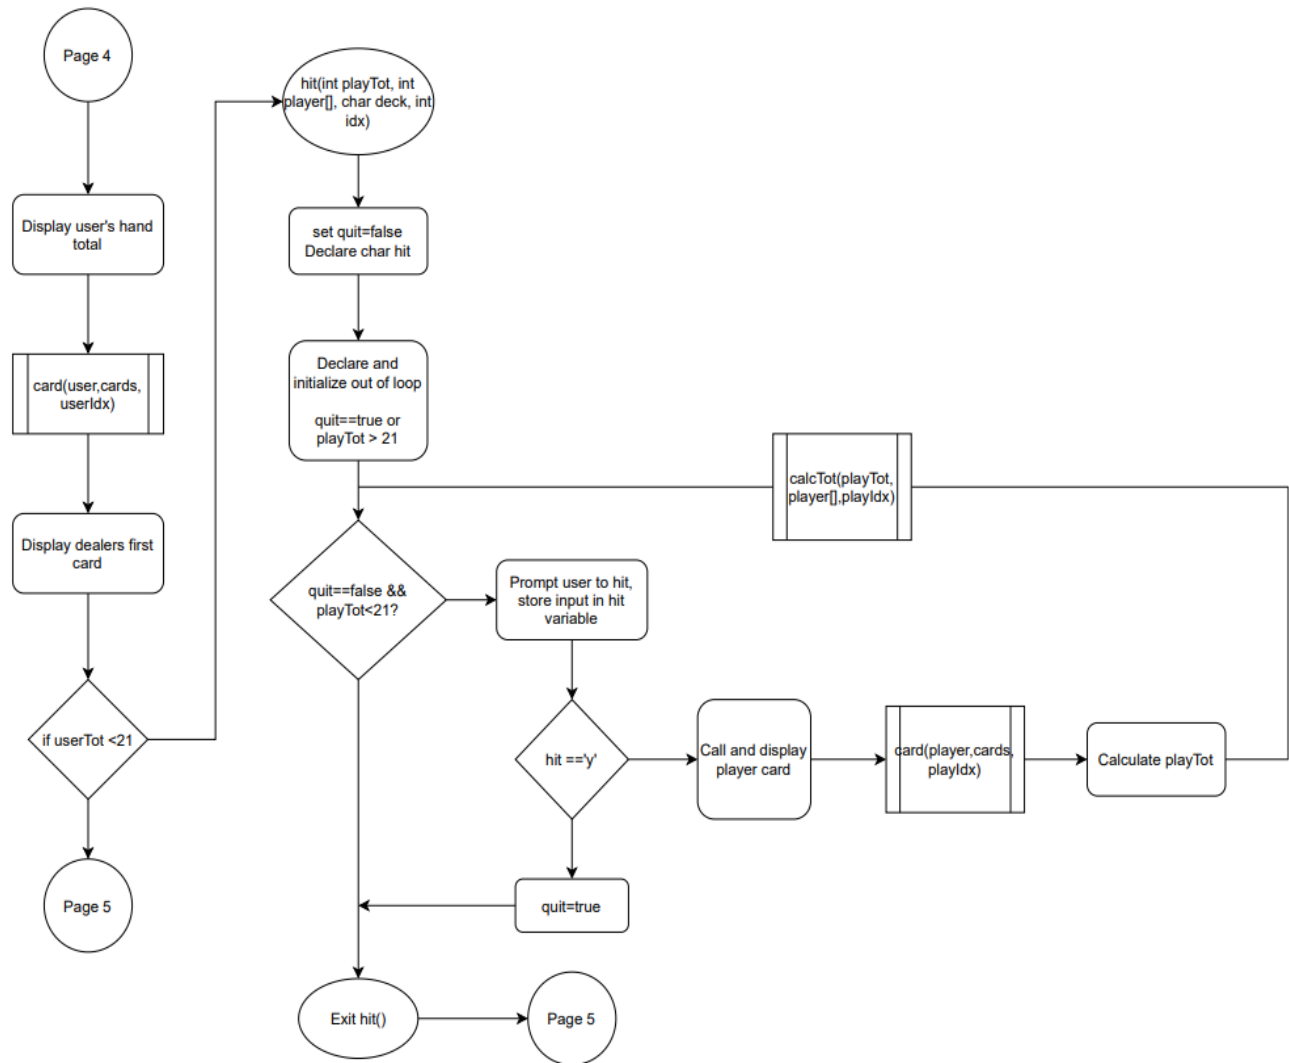 Page 4
Display user's hand
total
card(user,cards,
userIdx)
Display dealers first
card
if userTot <21
Page 5
hit(int playTot, int
player[], char deck, int
idx)
set quit=false
Declare char hit
Declare and
initialize out of loop
quit==true or
playTot > 21
quit==false &&
playTot<21?
Prompt user to hit,
store input in hit
variable
hit =='y'
Call and display
player card
card(player,cards,
playIdx)
Calculate playTot
calcTot(playTot,
player[],playIdx)
quit=true
Exit hit()
Page 5